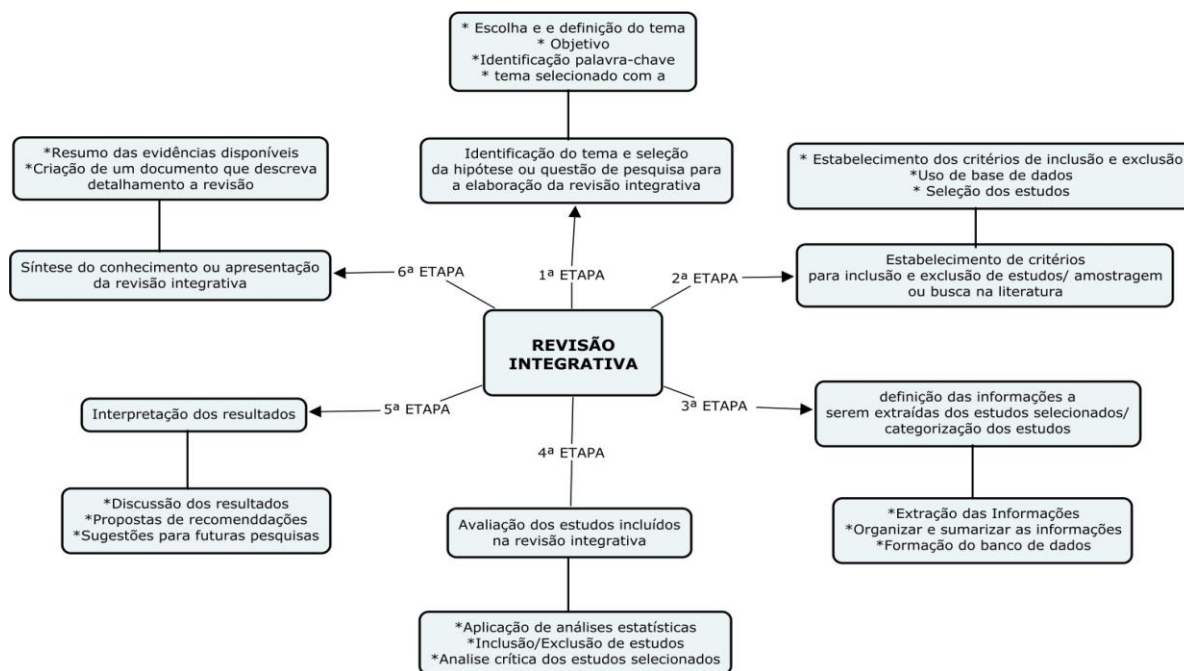 * Escolha e e definição do tema
* Objetivo
*Identificação palavra-chave
* tema selecionado com a
Identificação do tema e seleção
da hipótese ou questão de pesquisa para
a elaboração da revisão integrativa
1ª ETAPA
* Estabelecimento dos critérios de inclusão e exclusão
*Uso de base de dados
* Seleção dos estudos
Estabelecimento de critérios
para inclusão e exclusão de estudos/ amostragem
ou busca na literatura
2ª ETAPA
REVISÃO
INTEGRATIVA
3ª ETAPA
definição das informações a
serem extraídas dos estudos selecionados/
categorização dos estudos
*Extração das Informações
*Organizar e sumarizar as informações
*Formação do banco de dados
4ª ETAPA
Avaliação dos estudos incluídos
na revisão integrativa
*Aplicação de análises estatísticas
*Inclusão/Exclusão de estudos
*Analise crítica dos estudos selecionados
5ª ETAPA
Interpretação dos resultados
*Discussão dos resultados
*Propostas de recomenddações
*Sugestões para futuras pesquisas
6ª ETAPA
Síntese do conhecimento ou apresentação
da revisão integrativa
*Resumo das evidências disponíveis
*Criação de um documento que descreva
detalhamento a revisão